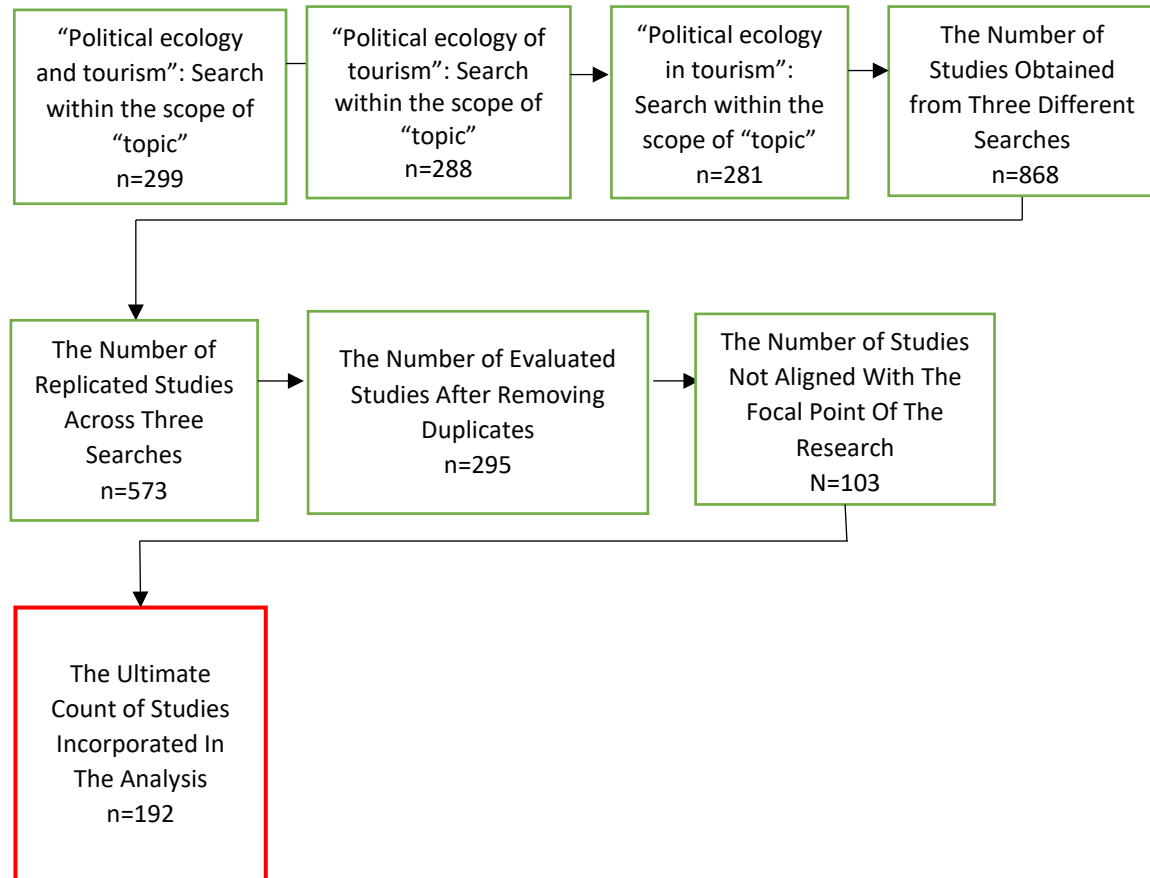 “Political ecology
and tourism”: Search
within the scope of
“topic”
n=299
“Political ecology of
tourism”: Search
within the scope of
“topic”
n=288
“Political ecology
in tourism”:
Search within the
scope of “topic”
n=281
The Number of
Studies Obtained
from Three Different
Searches
n=868
The Number of
Replicated Studies
Across Three
Searches
n=573
The Number of Evaluated
Studies After Removing
Duplicates
n=295
The Number of Studies
Not Aligned With The
Focal Point Of The
Research
N=103
The Ultimate
Count of Studies
Incorporated In
The Analysis
n=192